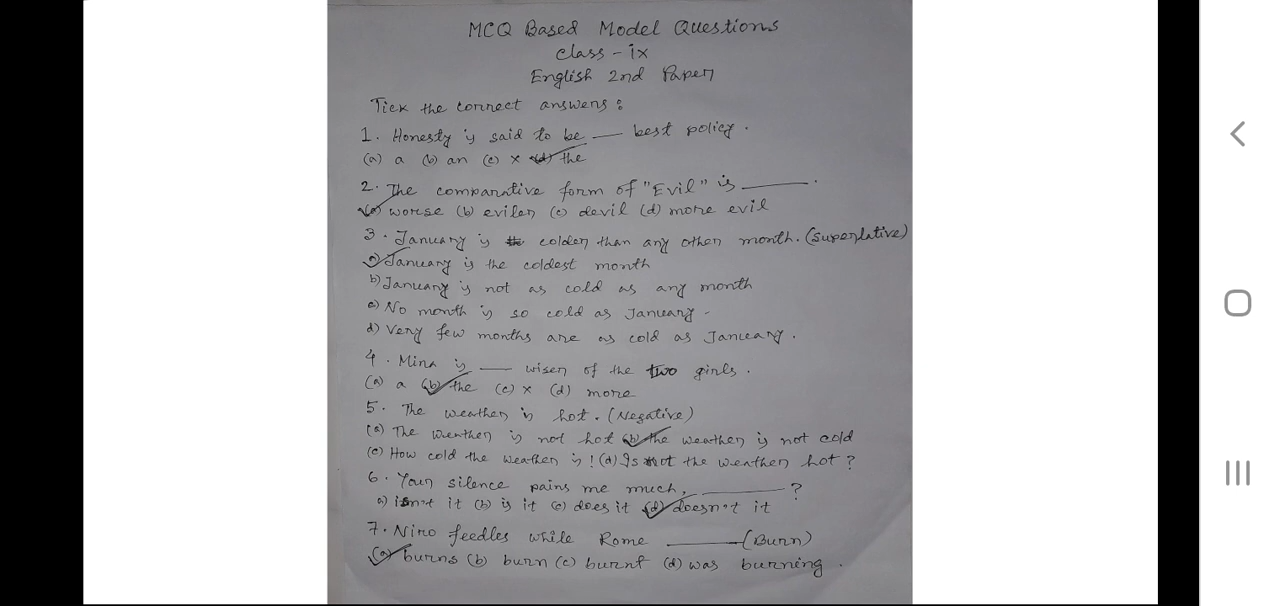 MCQ Based Model Questions
Class - ix
English 2nd Paper
Tick the correct answers :
1. Honesty is said to be ___ best policy.
(a) a (b) an (c) × (d) the
2. The comparative form of "Evil" is ______.
(a) worse (b) eviler (c) devil (d) more evil
3. January is colder than any other month. (superlative)
a) January is the coldest month
b) January is not as cold as any month
c) No month is so cold as January.
d) Very few months are as cold as January.
4. Mina is ___ wiser of the two girls.
(a) a (b) the (c) × (d) more
5. The weather is hot. (Negative)
(a) The weather is not hot (b) the weather is not cold
(c) How cold the weather is! (d) Is not the weather hot?
6. Your silence pains me much, ______?
a) isn't it (b) is it (c) does it (d) doesn't it
7. Niro feedles while Rome ______ (Burn)
(a) burns (b) burn (c) burnt (d) was burning.